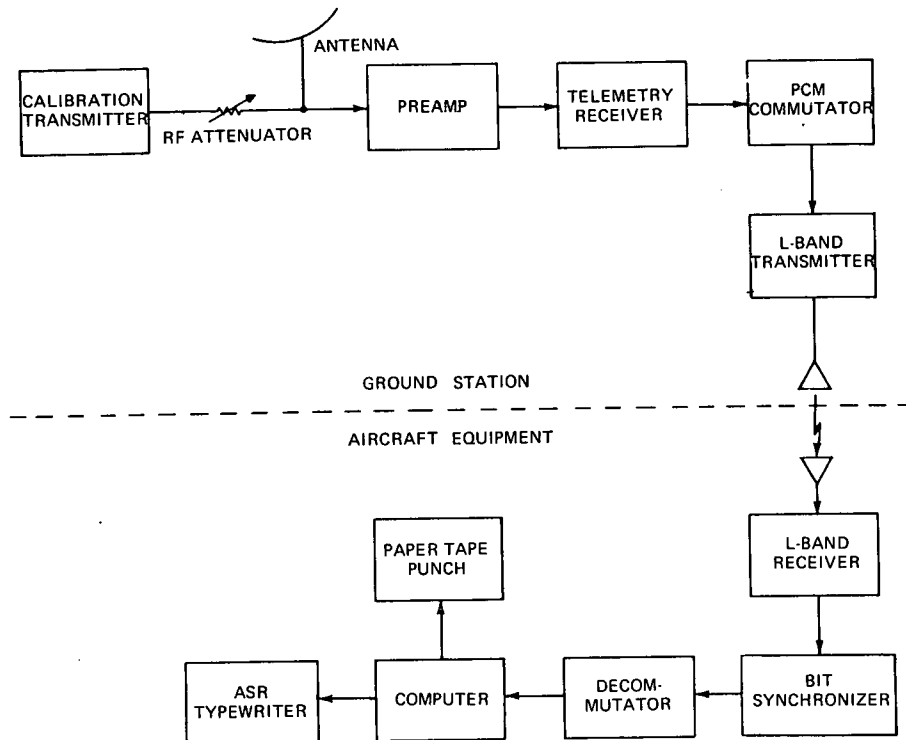 ANTENNA
CALIBRATION
TRANSMITTER
RF ATTENUATOR
PREAMP
TELEMETRY
RECEIVER
PCM
COMMUTATOR
L-BAND
TRANSMITTER
GROUND STATION
AIRCRAFT EQUIPMENT
L-BAND
RECEIVER
PAPER TAPE
PUNCH
ASR
TYPEWRITER
COMPUTER
DECOM-
MUTATOR
BIT
SYNCHRONIZER